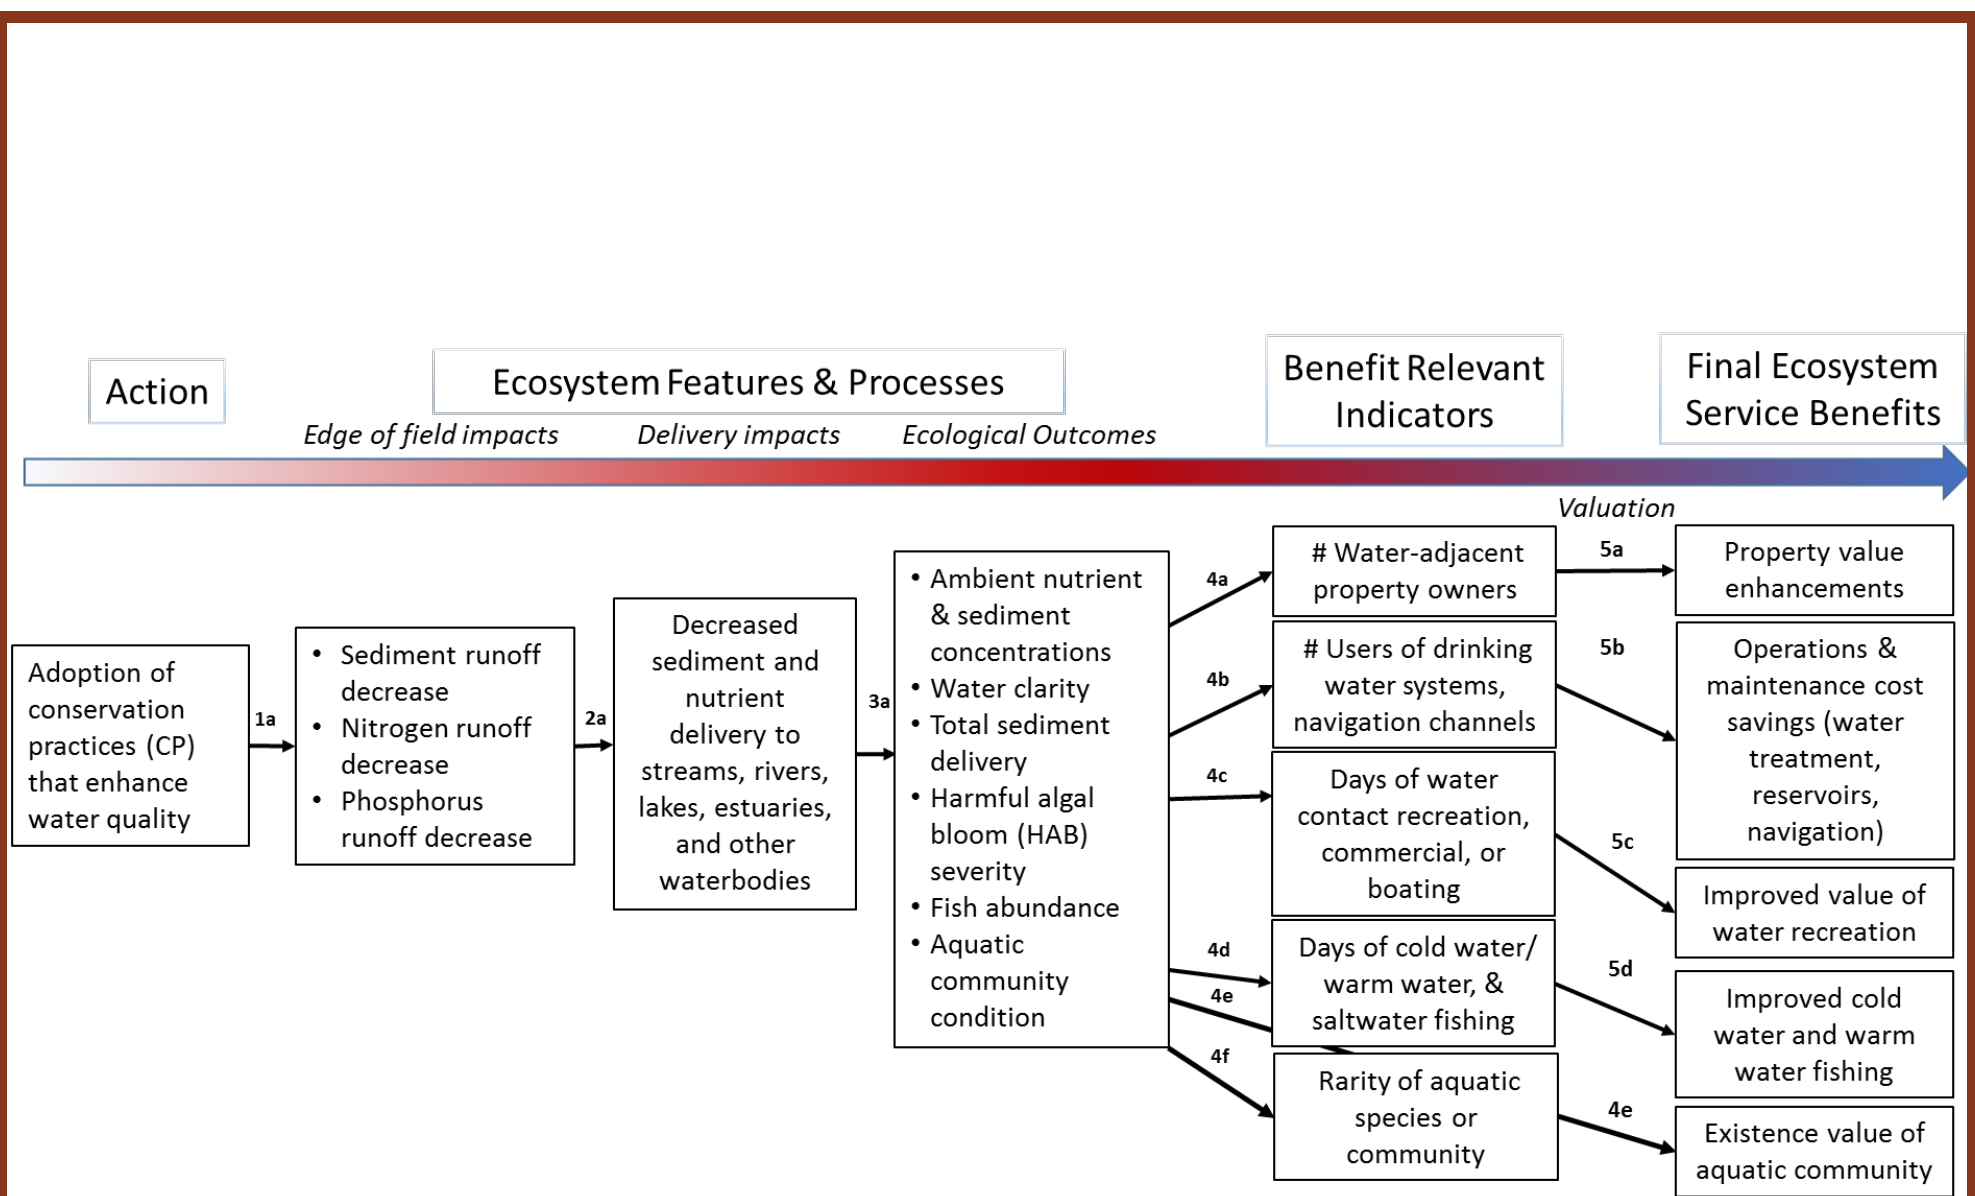 Action
Ecosystem Features & Processes
Benefit Relevant
Indicators
Final Ecosystem
Service Benefits
Edge of field impacts
Delivery impacts
Ecological Outcomes
Valuation
Adoption of
conservation
practices (CP)
that enhance
water quality
1a
• Sediment runoff
decrease
• Nitrogen runoff
decrease
• Phosphorus
runoff decrease
2a
Decreased
sediment and
nutrient
delivery to
streams, rivers,
lakes, estuaries,
and other
waterbodies
3a
• Ambient nutrient
& sediment
concentrations
• Water clarity
• Total sediment
delivery
• Harmful algal
bloom (HAB)
severity
• Fish abundance
• Aquatic
community
condition
4a
4b
4c
4d
4e
4f
# Water-adjacent
property owners
# Users of drinking
water systems,
navigation channels
Days of water
contact recreation,
commercial, or
boating
Days of cold water/
warm water, &
saltwater fishing
Rarity of aquatic
species or
community
5a
5b
5c
5d
4e
Property value
enhancements
Operations &
maintenance cost
savings (water
treatment,
reservoirs,
navigation)
Improved value of
water recreation
Improved cold
water and warm
water fishing
Existence value of
aquatic community